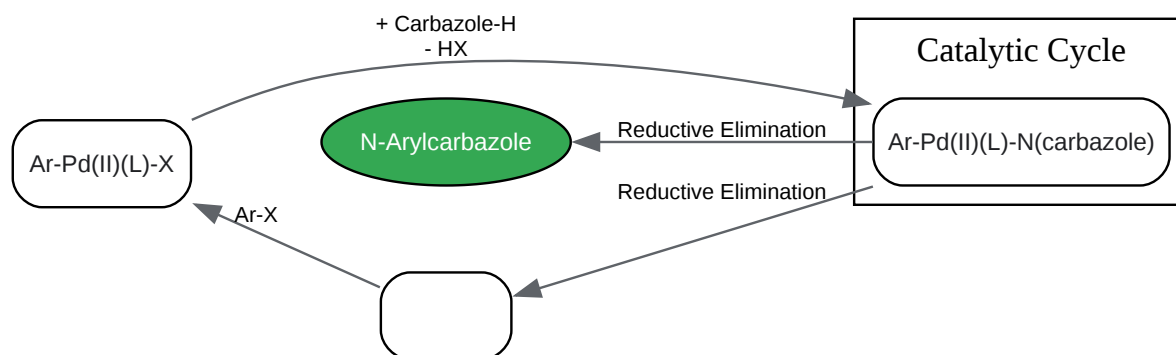 + Carbazole-H
- HX
Catalytic Cycle
Reductive Elimination
N-Arylcarbazole
Ar-Pd(II)(L)-N(carbazole)
Ar-Pd(II)(L)-X
Reductive Elimination
Ar-X